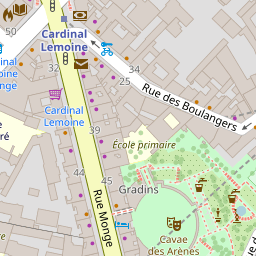 Cardinal
Lemoine
50
32
34
25
Rue des Boulangers
Cardinal
Lemoine
39
École primaire
44
45
Gradins
Rue Monge
Cavae
des Arènes